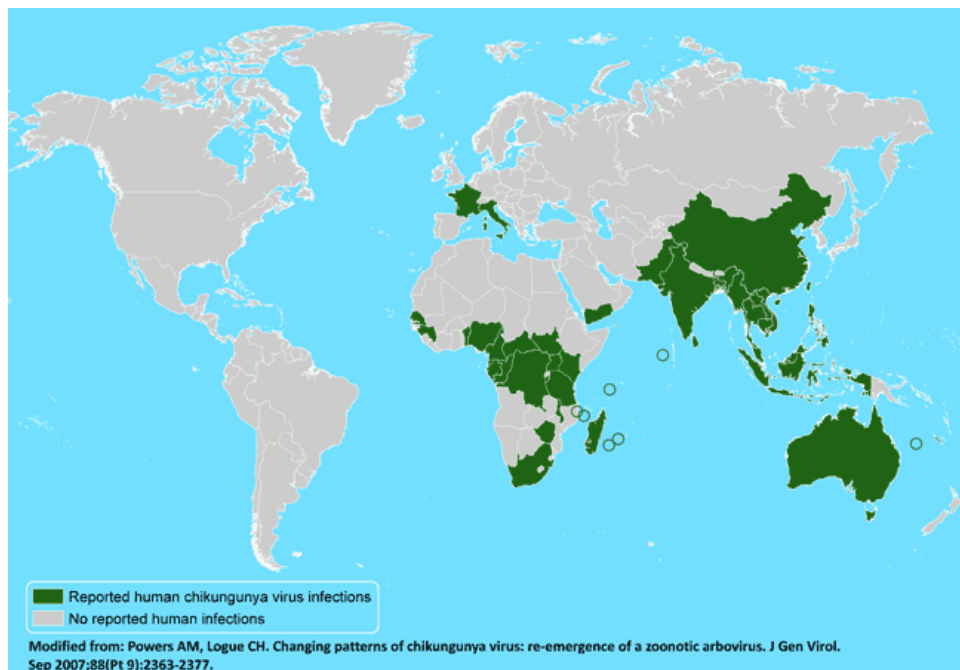 Reported human chikungunya virus infections
No reported human infections
Modified from: Powers AM, Logue CH. Changing patterns of chikungunya virus: re-emergence of a zoonotic arbovirus. J Gen Virol.
Sep 2007;88(Pt 9):2363-2377.